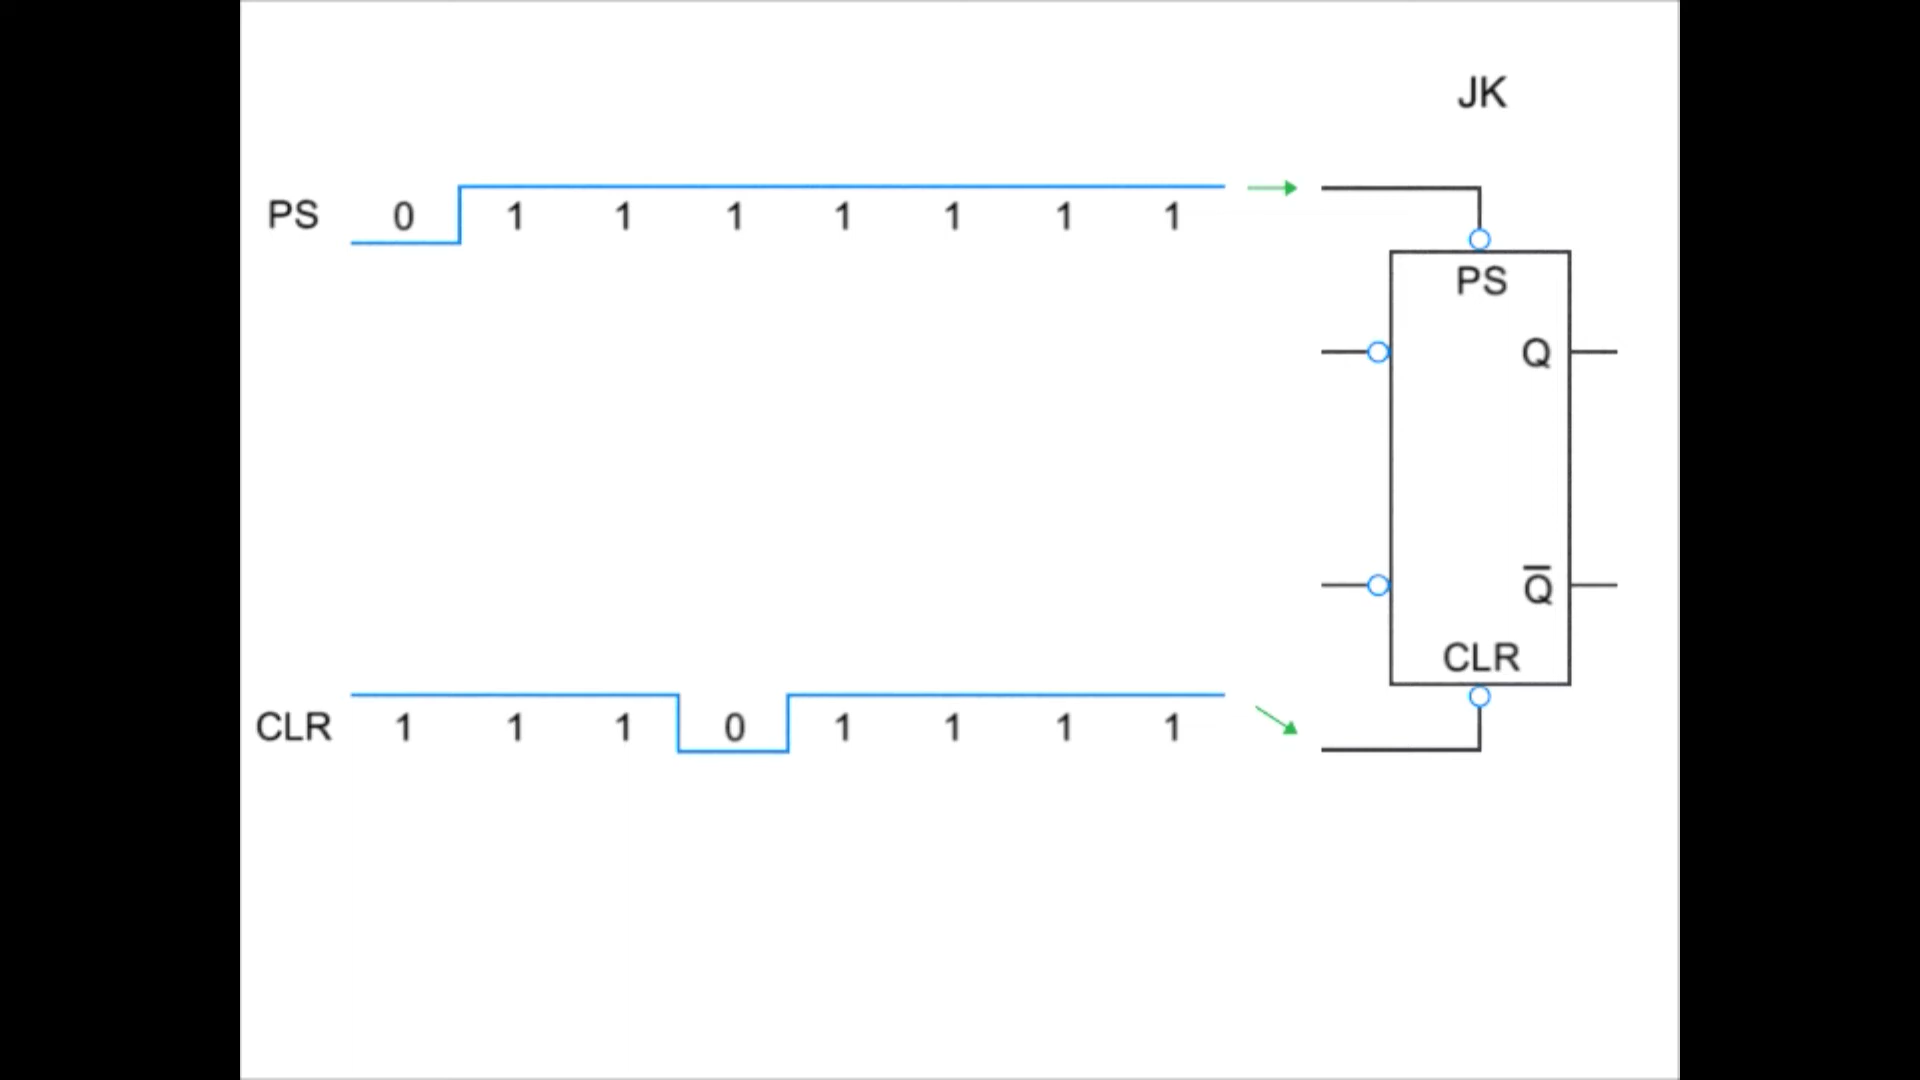 JK
PS 0 1 1 1 1 1 1 1
PS
Q
Q̅
CLR
CLR 1 1 1 0 1 1 1 1